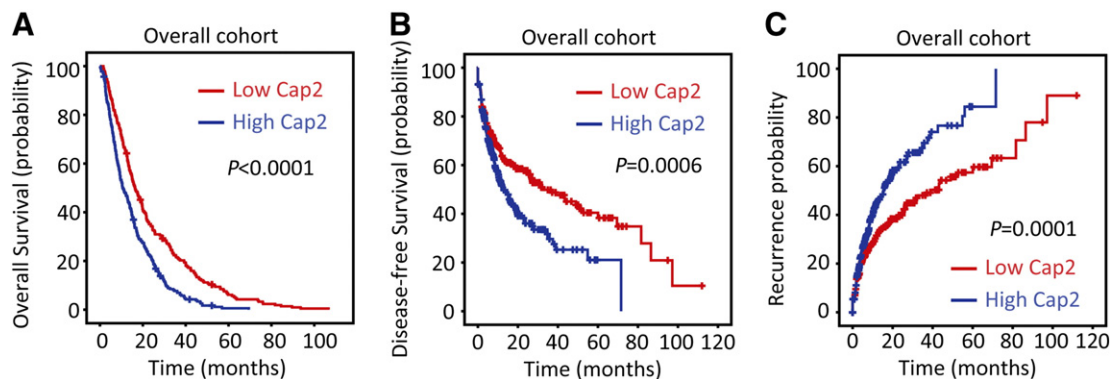 A
Overall cohort
Overall Survival (probability)
100
80
60
40
20
0
Low Cap2
High Cap2
P<0.0001
0 20 40 60 80 100
Time (months)
B
Overall cohort
Disease-free Survival (probability)
100
80
60
40
20
0
Low Cap2
High Cap2
P=0.0006
0 20 40 60 80 100 120
Time (months)
C
Overall cohort
Recurrence probability
100
80
60
40
20
0
P=0.0001
Low Cap2
High Cap2
0 20 40 60 80 100 120
Time (months)